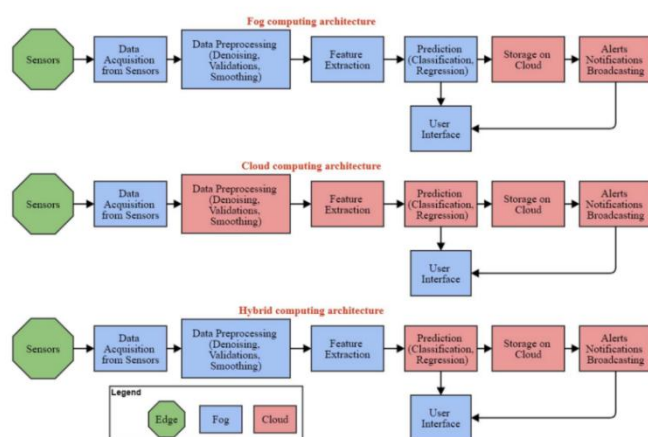 Fog computing architecture
Sensors
Data
Acquisition
from Sensors
Data Preprocessing
(Denoising,
Validations,
Smoothing)
Feature
Extraction
Prediction
(Classification,
Regression)
Storage on
Cloud
Alerts
Notifications
Broadcasting
User
Interface
Cloud computing architecture
Sensors
Data
Acquisition
from Sensors
Data Preprocessing
(Denoising,
Validations,
Smoothing)
Feature
Extraction
Prediction
(Classification,
Regression)
Storage on
Cloud
Alerts
Notifications
Broadcasting
User
Interface
Hybrid computing architecture
Sensors
Data
Acquisition
from Sensors
Data Preprocessing
(Denoising,
Validations,
Smoothing)
Feature
Extraction
Prediction
(Classification,
Regression)
Storage on
Cloud
Alerts
Notifications
Broadcasting
User
Interface
Legend
Edge
Fog
Cloud